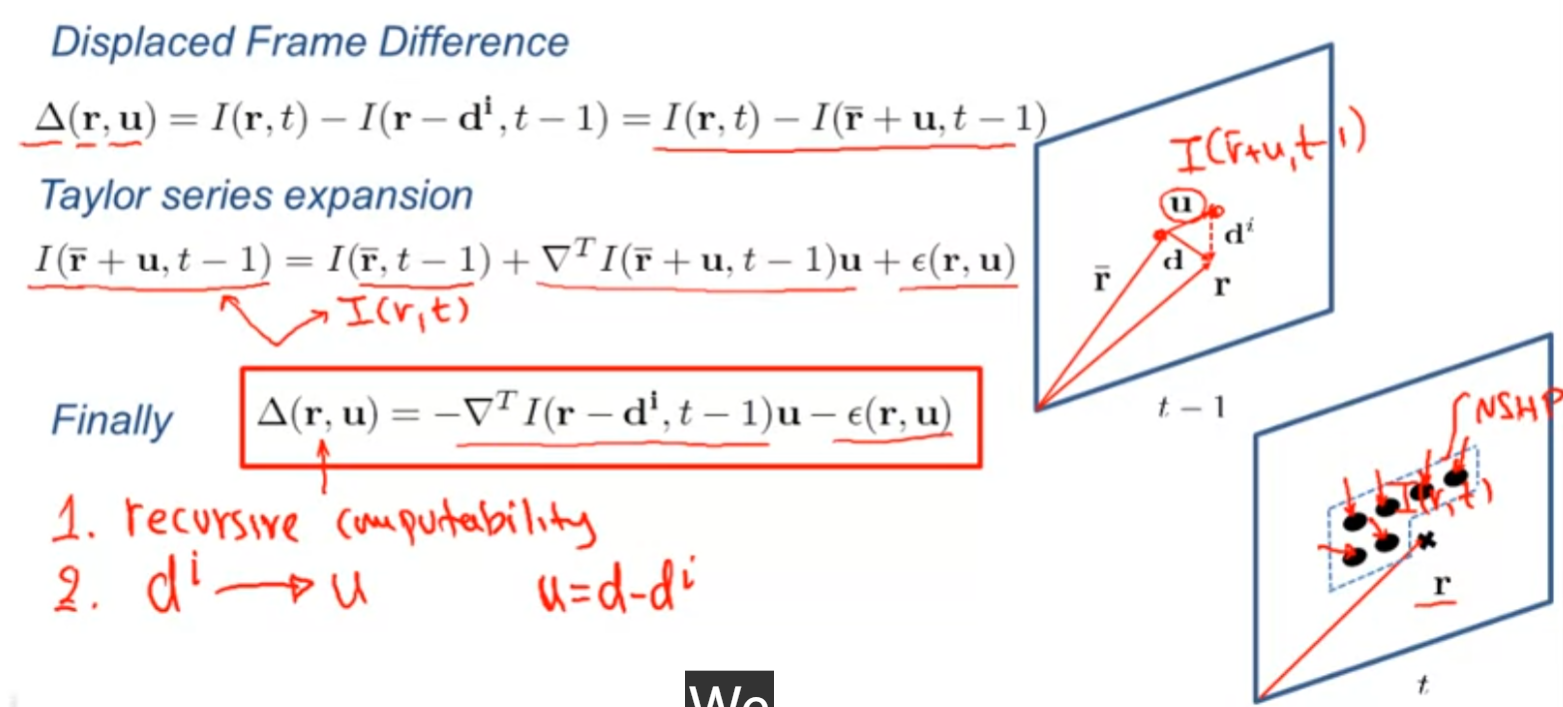 Displaced Frame Difference
Δ(r, u) = I(r, t) − I(r − dⁱ, t − 1) = I(r, t) − I(r̄ + u, t − 1)
Taylor series expansion
I(r̄ + u, t − 1) = I(r̄, t − 1) + ∇ᵀI(r̄ + u, t − 1)u + ϵ(r, u)
I(r, t)
Finally
Δ(r, u) = −∇ᵀI(r − dⁱ, t − 1)u − ϵ(r, u)
1. recursive computability
2. dⁱ → u
u = d - dⁱ
I(r̄+u, t-1)
u
dⁱ
d
r̄
r
t − 1
NSHP
I(r, t)
r
t
We